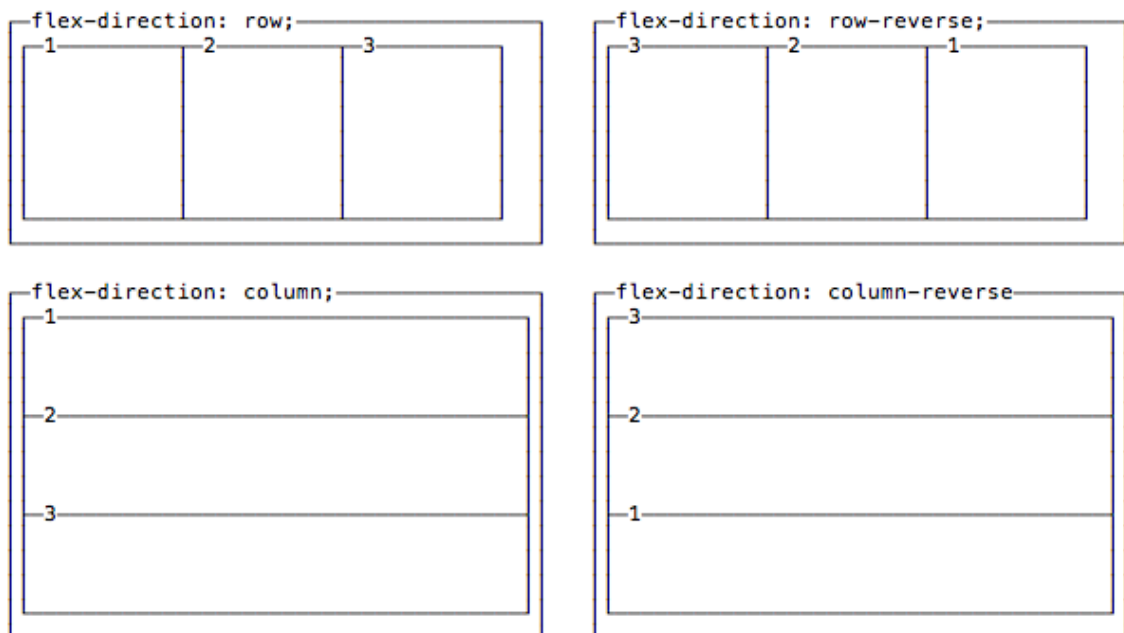 flex-direction: row;
1 2 3
flex-direction: row-reverse;
3 2 1
flex-direction: column;
1
2
3
flex-direction: column-reverse
3
2
1